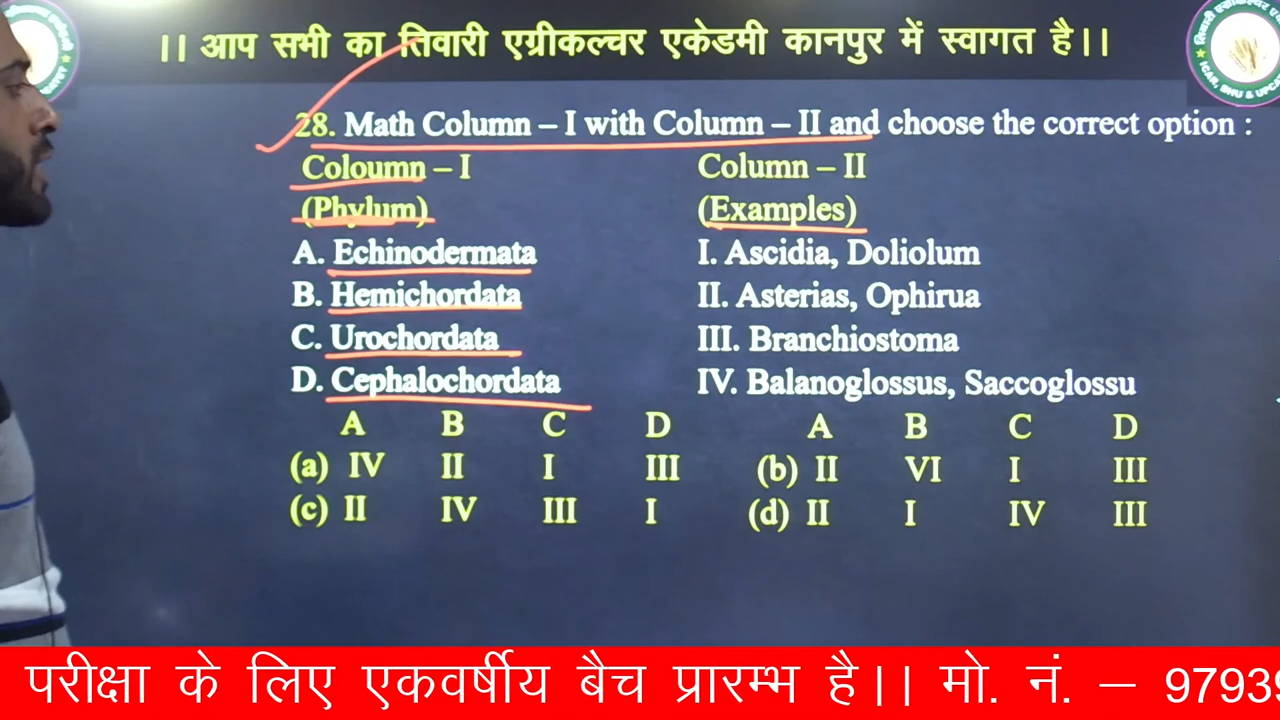 ।। आप सभी का तिवारी एग्रीकल्चर एकेडमी कानपुर में स्वागत है।।
28. Math Column – I with Column – II and choose the correct option :
Coloumn – I Column – II
(Phylum) (Examples)
A. Echinodermata I. Ascidia, Doliolum
B. Hemichordata II. Asterias, Ophirua
C. Urochordata III. Branchiostoma
D. Cephalochordata IV. Balanoglossus, Saccoglossu
A B C D A B C D
(a) IV II I III (b) II VI I III
(c) II IV III I (d) II I IV III
परीक्षा के लिए एकवर्षीय बैच प्रारम्भ है।। मो. नं. – 9793